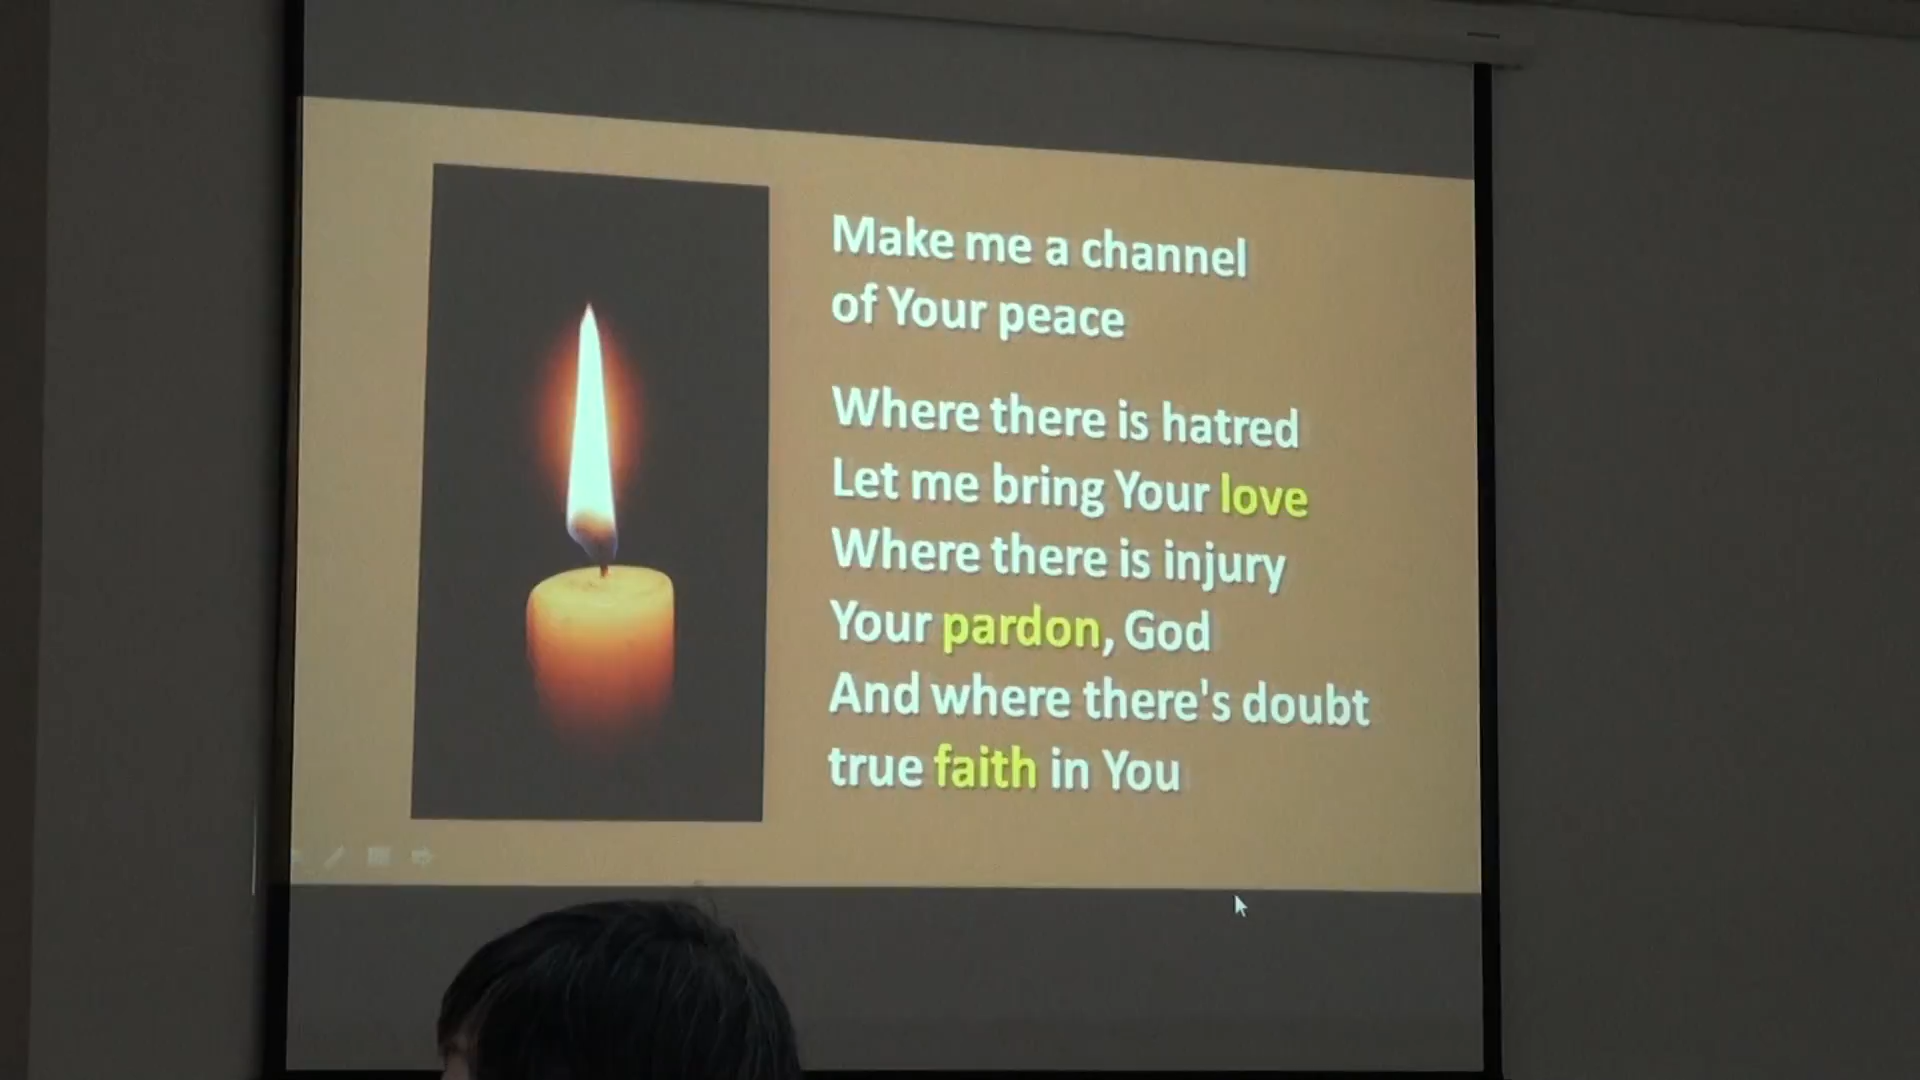 Make me a channel
of Your peace
Where there is hatred
Let me bring Your love
Where there is injury
Your pardon, God
And where there's doubt
true faith in You